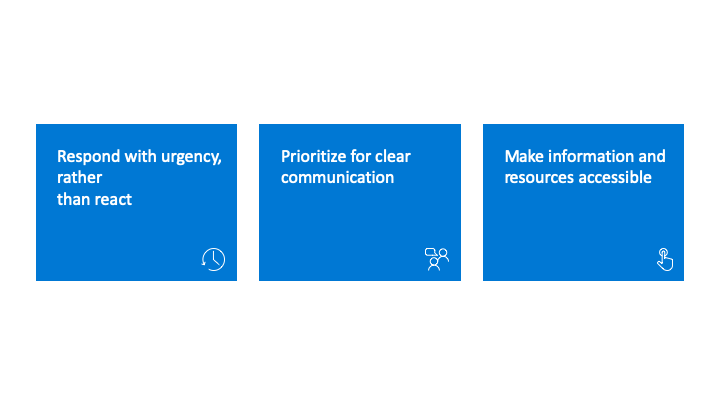 Respond with urgency,
rather
than react
Prioritize for clear
communication
Make information and
resources accessible